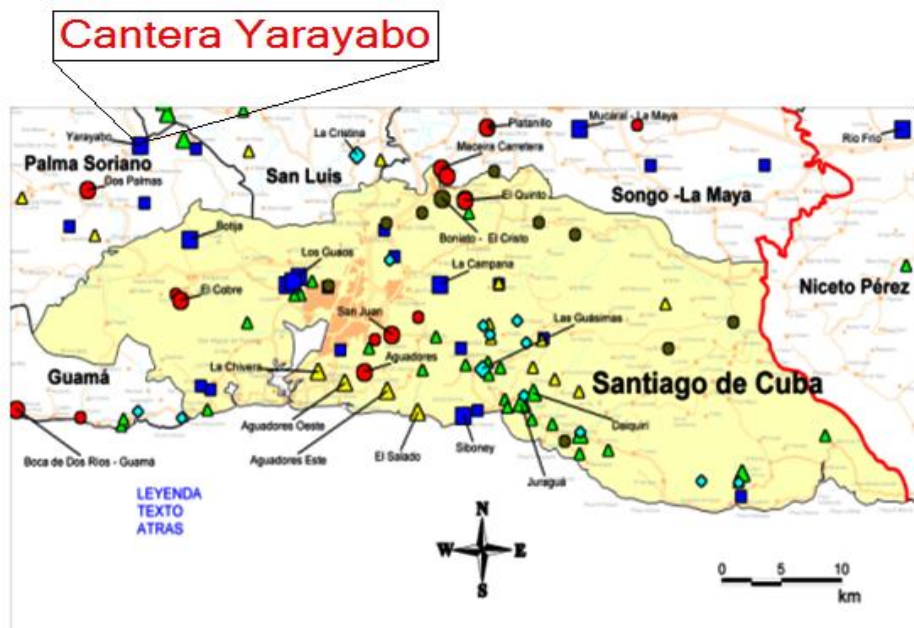 Cantera Yarayabo
Yarayabo
Palma Soriano
Dos Palmas
La Cristina
San Luis
Platanillo
Maceira Carretera
Mucaral - La Maya
Rio Frio
El Quinto
Songo -La Maya
Boniato - El Cristo
Botija
Los Guaos
La Campana
Niceto Pérez
El Cobre
San Juan
Las Guásimas
La Chivera
Aguadores
Guamá
Santiago de Cuba
Aguadores Oeste
Aguadores Este
El Salado
Siboney
Daiquiri
Juraguá
Boca de Dos Ríos - Guamá
LEYENDA
TEXTO
ATRAS
N
W
E
S
0 5 10
km